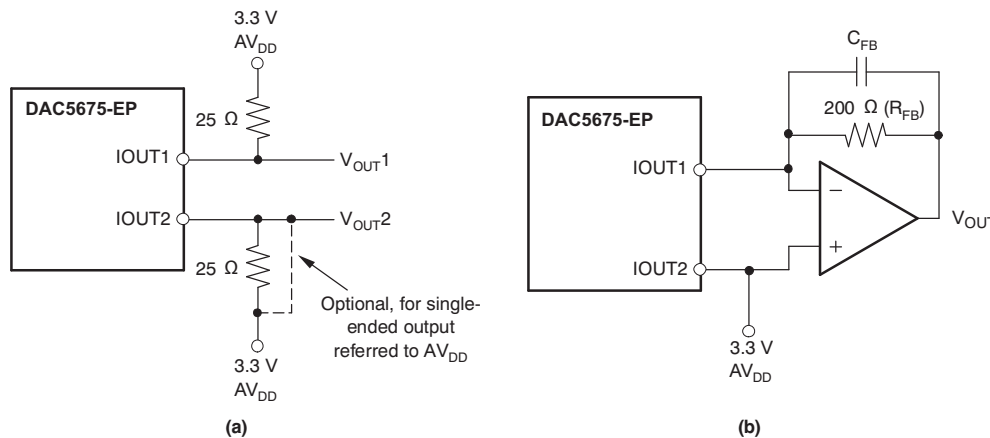 3.3 V
AV_DD
DAC5675-EP
25 Ω
IOUT1
V_OUT1
IOUT2
V_OUT2
25 Ω
Optional, for single-
ended output
referred to AV_DD
3.3 V
AV_DD
(a)
C_FB
200 Ω (R_FB)
DAC5675-EP
IOUT1
−
V_OUT
+
IOUT2
3.3 V
AV_DD
(b)